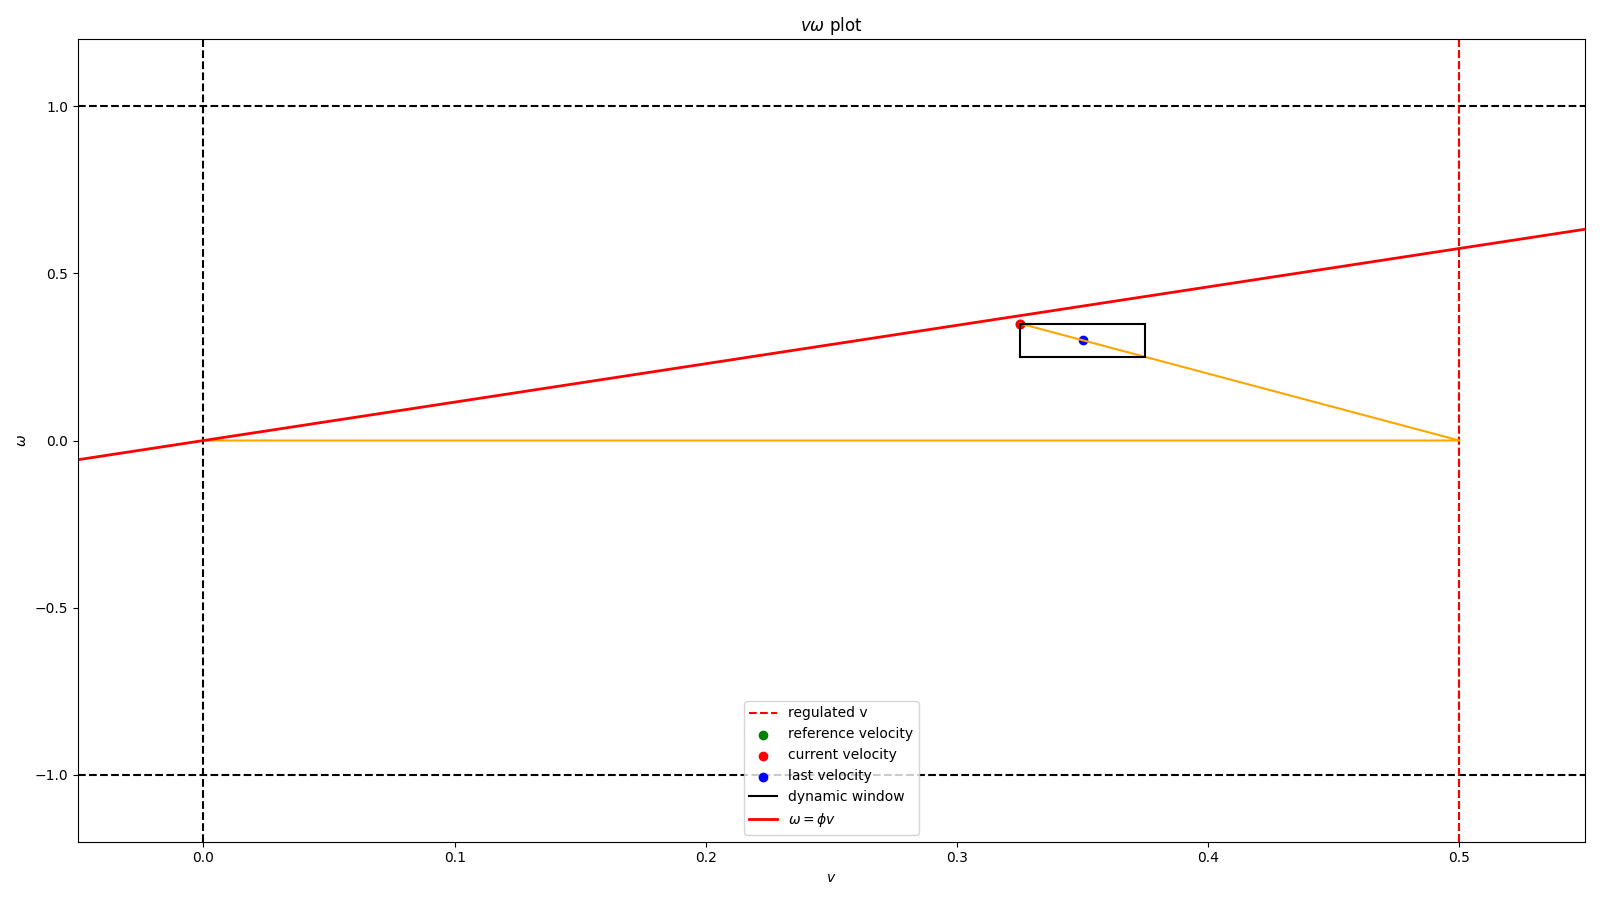 vω plot
1.0
0.5
0.0
−0.5
−1.0
ω
regulated v
reference velocity
current velocity
last velocity
dynamic window
ω = ϕv
0.0 0.1 0.2 0.3 0.4 0.5
v